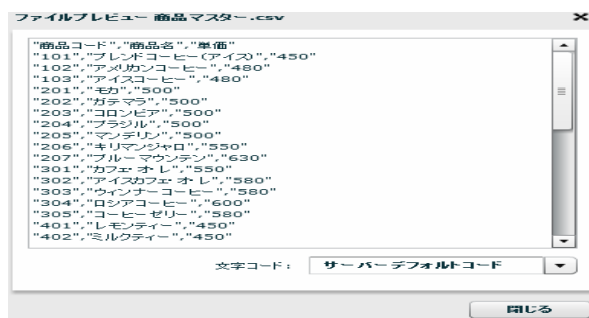 ファイルプレビュー 商品マスター.csv
"商品コード","商品名","単価"
"101","ブレンドコーヒー(アイス)","450"
"102","アメリカンコーヒー","480"
"103","アイスコーヒー","480"
"201","モカ","500"
"202","ガテマラ","500"
"203","コロンビア","500"
"204","ブラジル","500"
"205","マンデリン","500"
"206","キリマンジャロ","550"
"207","ブルーマウンテン","630"
"301","カフェ・オ・レ","550"
"302","アイスカフェ・オ・レ","580"
"303","ウィンナーコーヒー","580"
"304","ロシアコーヒー","600"
"305","コーヒーゼリー","580"
"401","レモンティー","450"
"402","ミルクティー","450"
文字コード: サーバーデフォルトコード
閉じる